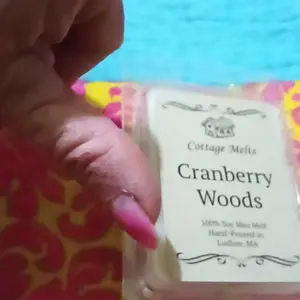 Cottage Melts
Cranberry
Woods
100% Soy Wax Melt
Hand-Poured in
Ludlow, MA